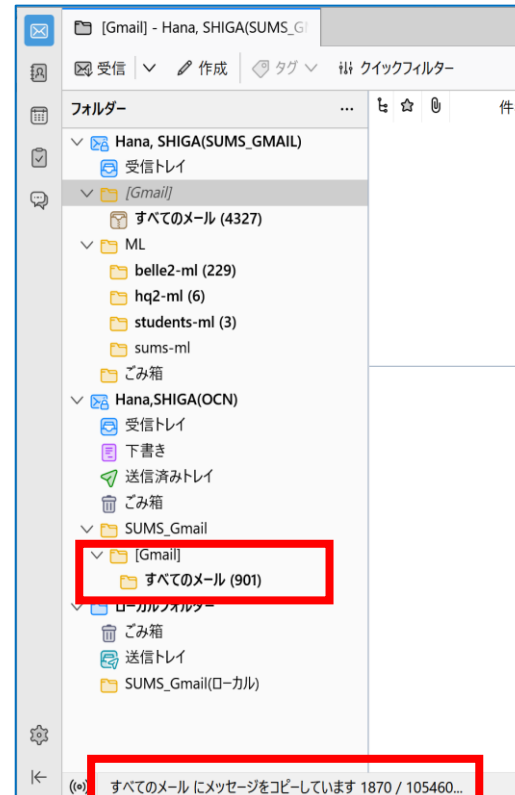 [Gmail] - Hana, SHIGA(SUMS_G
受信 作成 タグ クイックフィルター
フォルダー ... 件
Hana, SHIGA(SUMS_GMAIL)
受信トレイ
[Gmail]
すべてのメール (4327)
ML
belle2-ml (229)
hq2-ml (6)
students-ml (3)
sums-ml
ごみ箱
Hana,SHIGA(OCN)
受信トレイ
下書き
送信済みトレイ
ごみ箱
SUMS_Gmail
[Gmail]
すべてのメール (901)
ローカルフォルダー
ごみ箱
送信トレイ
SUMS_Gmail(ローカル)
すべてのメール にメッセージをコピーしています 1870 / 105460...